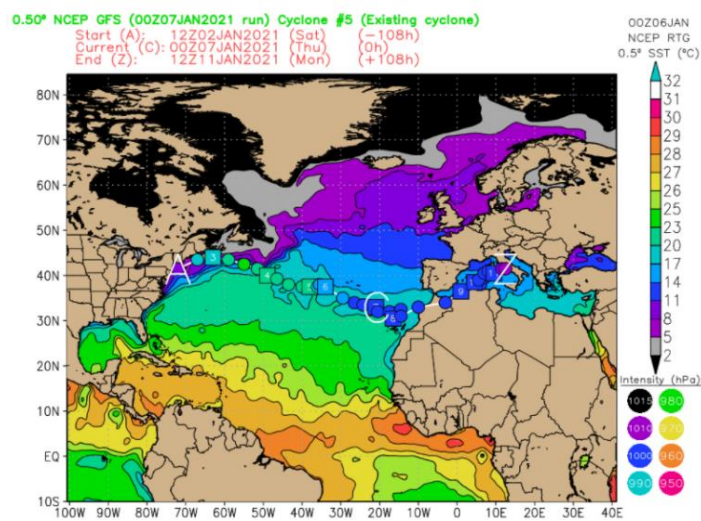 0.50° NCEP GFS (00Z07JAN2021 run) Cyclone #5 (Existing cyclone)
Start (A): 12Z02JAN2021 (Sat) (-108h)
Current (C): 00Z07JAN2021 (Thu) (0h)
End (Z): 12Z11JAN2021 (Mon) (+108h)
00Z06JAN
NCEP RTG
0.5° SST (°C)
32
31
30
29
28
27
26
25
23
20
17
14
11
8
5
2
80N
70N
60N
50N
40N
30N
20N
10N
EQ
10S
A
3
4
6
C
9
Z
100W 90W 80W 70W 60W 50W 40W 30W 20W 10W 0 10E 20E 30E 40E
Intensity (hPa)
1015 980
1010 970
1000 960
990 950